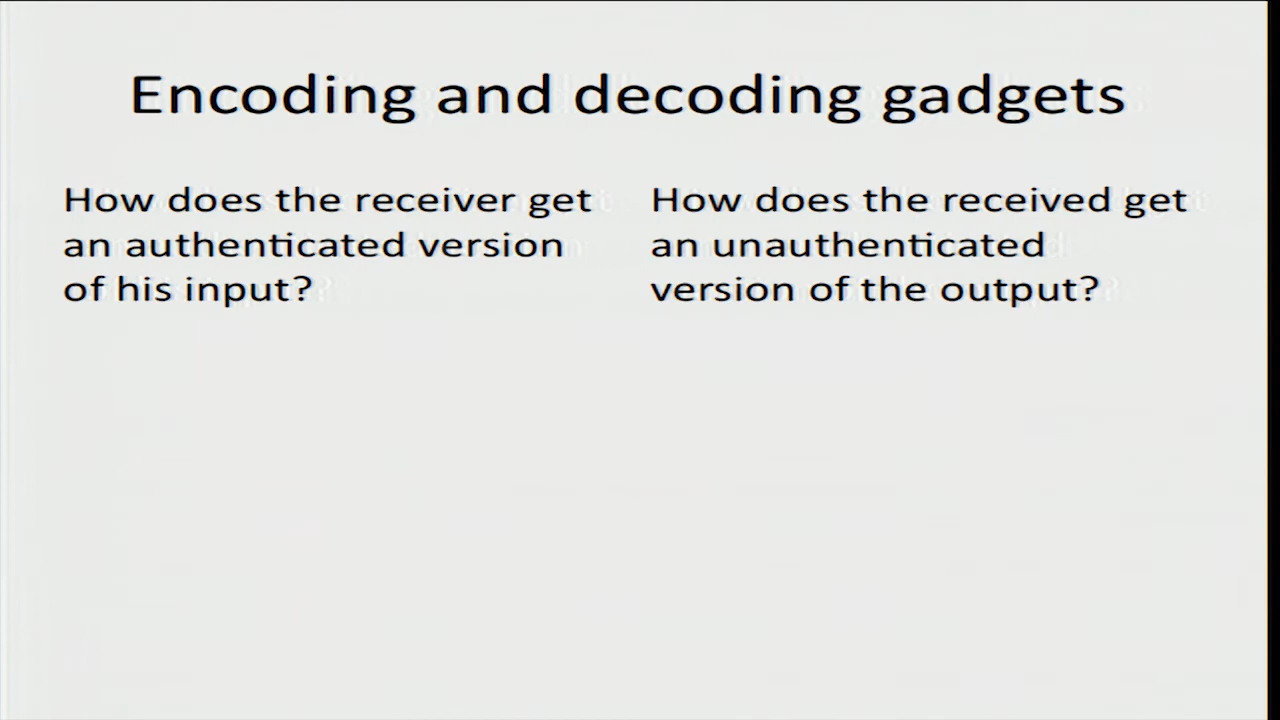 Encoding and decoding gadgets
How does the receiver get
an authenticated version
of his input?
How does the received get
an unauthenticated
version of the output?